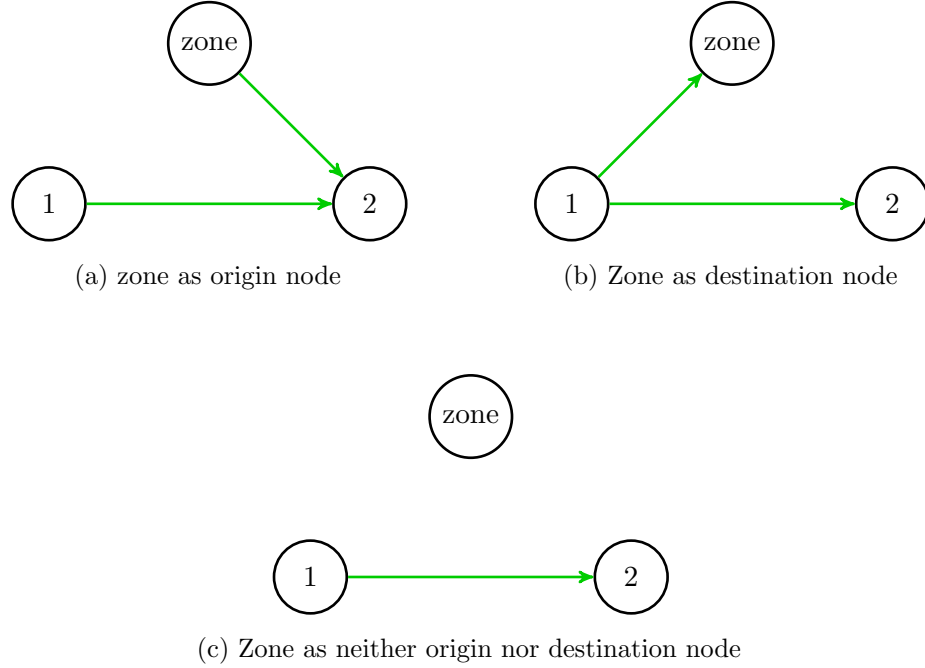 zone
1
2
(a) zone as origin node
zone
1
2
(b) Zone as destination node
zone
1
2
(c) Zone as neither origin nor destination node